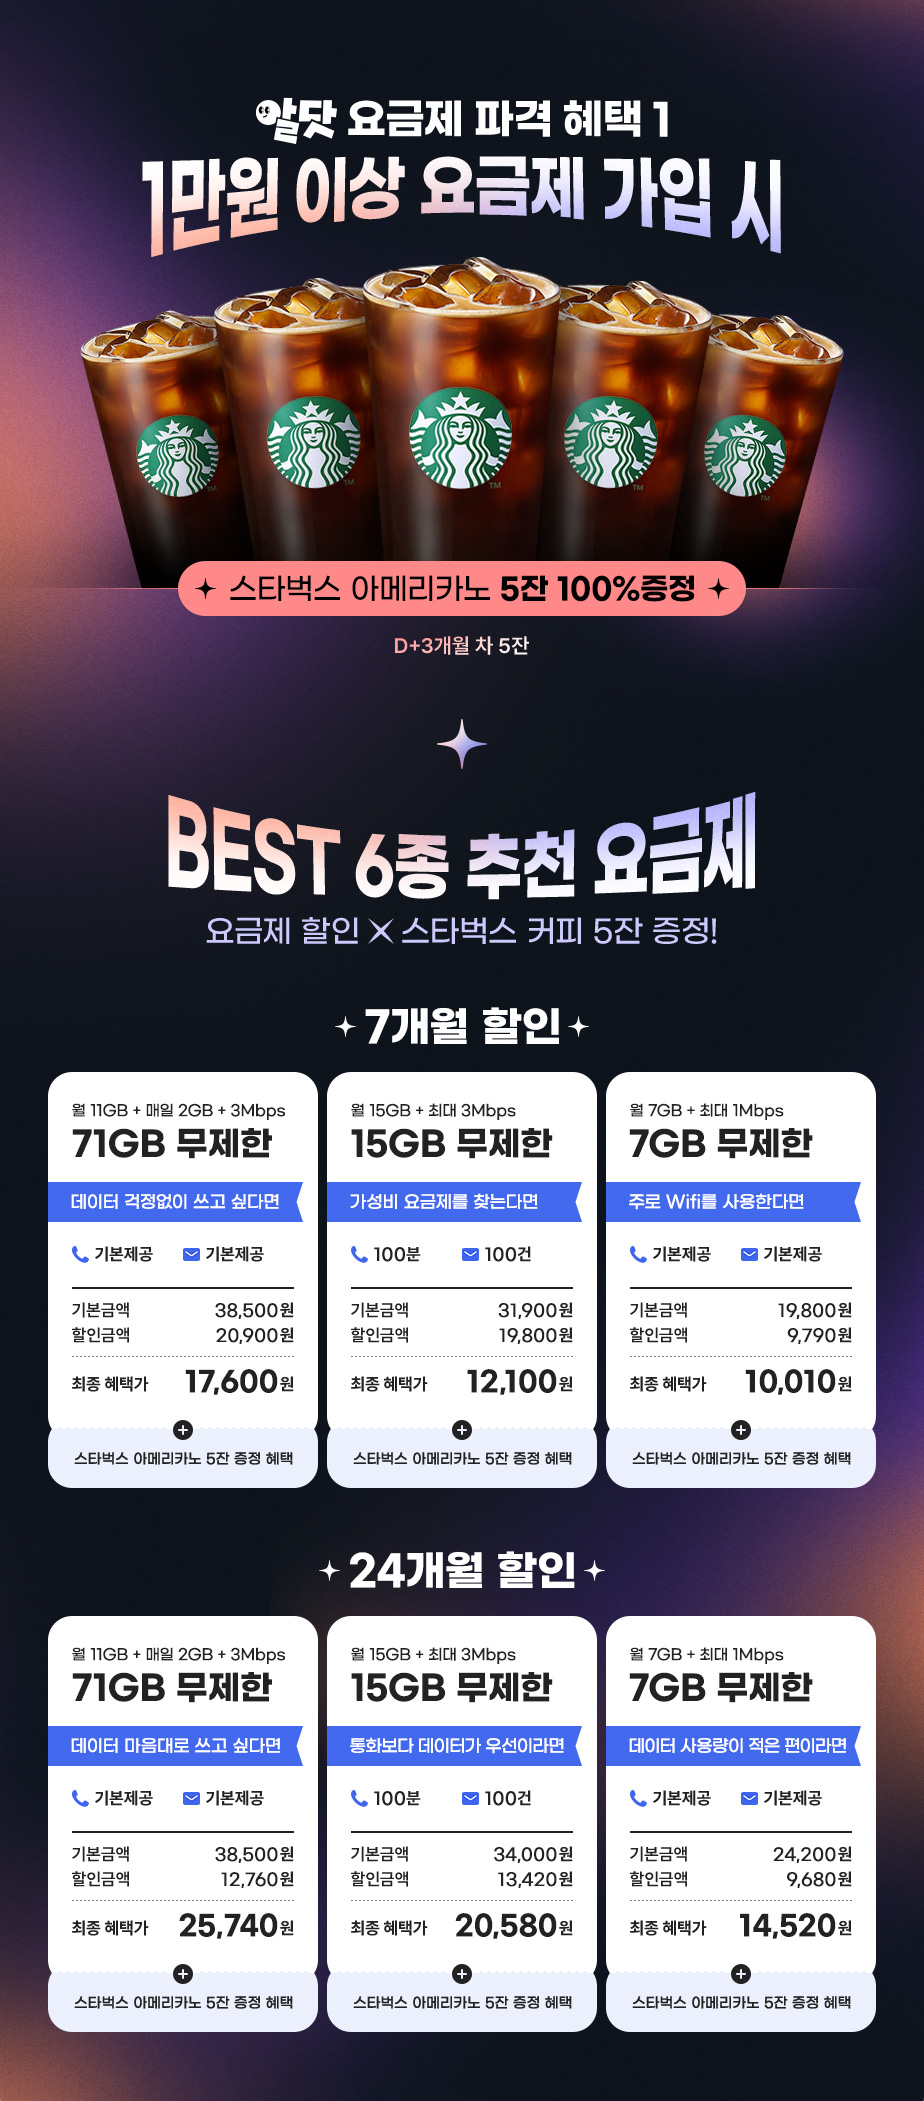 알닷 요금제 파격 혜택 1
1만원 이상 요금제 가입 시
TM TM TM TM TM
스타벅스 아메리카노 5잔 100%증정
D+3개월 차 5잔
BEST 6종 추천 요금제
요금제 할인 X 스타벅스 커피 5잔 증정!
7개월 할인
월 11GB + 매일 2GB + 3Mbps
71GB 무제한
데이터 걱정없이 쓰고 싶다면
기본제공 기본제공
기본금액 38,500원
할인금액 20,900원
최종 혜택가 17,600원
+
스타벅스 아메리카노 5잔 증정 혜택
월 15GB + 최대 3Mbps
15GB 무제한
가성비 요금제를 찾는다면
100분 100건
기본금액 31,900원
할인금액 19,800원
최종 혜택가 12,100원
+
스타벅스 아메리카노 5잔 증정 혜택
월 7GB + 최대 1Mbps
7GB 무제한
주로 Wifi를 사용한다면
기본제공 기본제공
기본금액 19,800원
할인금액 9,790원
최종 혜택가 10,010원
+
스타벅스 아메리카노 5잔 증정 혜택
24개월 할인
월 11GB + 매일 2GB + 3Mbps
71GB 무제한
데이터 마음대로 쓰고 싶다면
기본제공 기본제공
기본금액 38,500원
할인금액 12,760원
최종 혜택가 25,740원
+
스타벅스 아메리카노 5잔 증정 혜택
월 15GB + 최대 3Mbps
15GB 무제한
통화보다 데이터가 우선이라면
100분 100건
기본금액 34,000원
할인금액 13,420원
최종 혜택가 20,580원
+
스타벅스 아메리카노 5잔 증정 혜택
월 7GB + 최대 1Mbps
7GB 무제한
데이터 사용량이 적은 편이라면
기본제공 기본제공
기본금액 24,200원
할인금액 9,680원
최종 혜택가 14,520원
+
스타벅스 아메리카노 5잔 증정 혜택